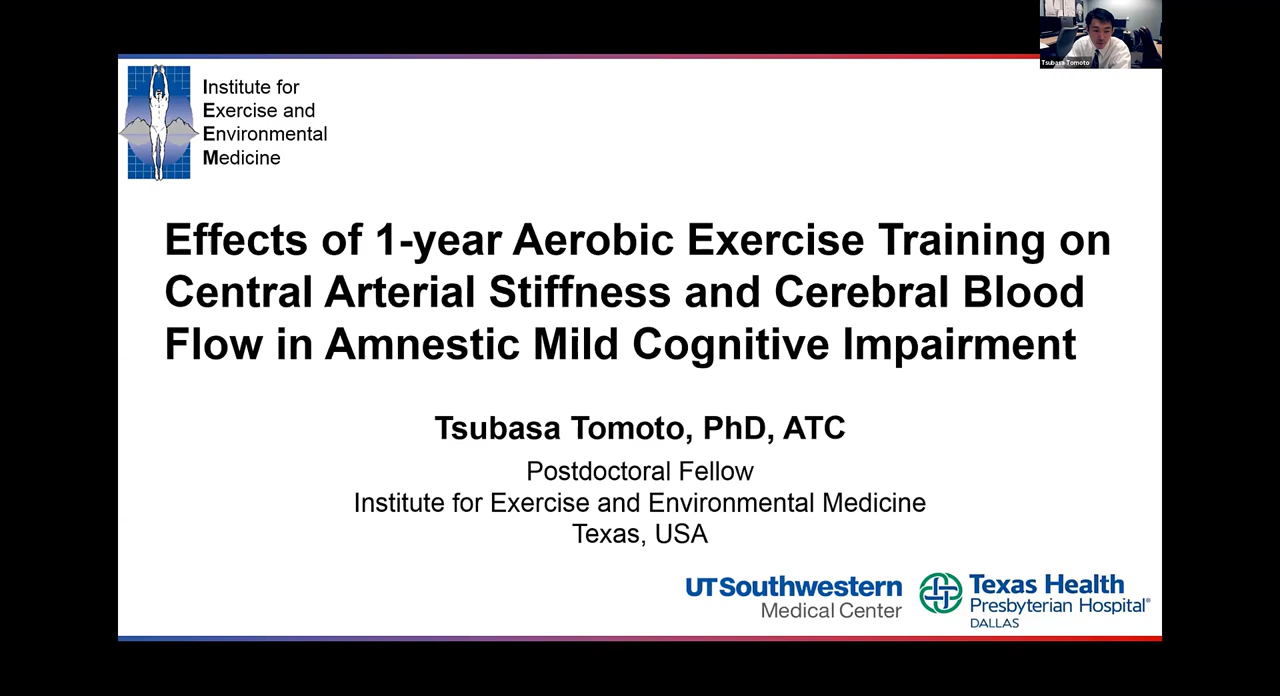 Tsubasa Tomoto
Institute for
Exercise and
Environmental
Medicine
Effects of 1-year Aerobic Exercise Training on
Central Arterial Stiffness and Cerebral Blood
Flow in Amnestic Mild Cognitive Impairment
Tsubasa Tomoto, PhD, ATC
Postdoctoral Fellow
Institute for Exercise and Environmental Medicine
Texas, USA
UTSouthwestern
Medical Center
Texas Health
Presbyterian Hospital®
DALLAS